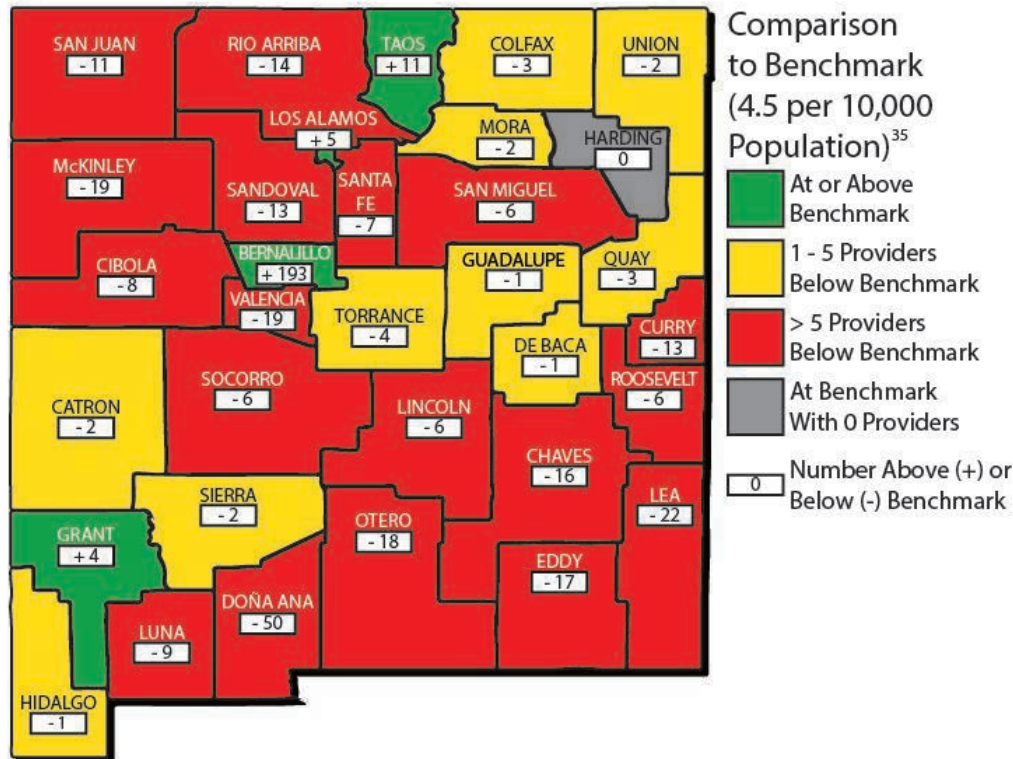 SAN JUAN
- 11
RIO ARRIBA
- 14
TAOS
+ 11
COLFAX
- 3
UNION
- 2
LOS ALAMOS
+ 5
MORA
- 2
HARDING
0
McKINLEY
- 19
SANDOVAL
- 13
SANTA
FE
- 7
SAN MIGUEL
- 6
CIBOLA
- 8
BERNALILLO
+ 193
VALENCIA
- 19
TORRANCE
- 4
GUADALUPE
- 1
QUAY
- 3
CURRY
- 13
DE BACA
- 1
ROOSEVELT
- 6
CATRON
- 2
SOCORRO
- 6
LINCOLN
- 6
CHAVES
- 16
LEA
- 22
SIERRA
- 2
OTERO
- 18
GRANT
+ 4
EDDY
- 17
DOÑA ANA
- 50
LUNA
- 9
HIDALGO
- 1
Comparison
to Benchmark
(4.5 per 10,000
Population)³⁵
At or Above
Benchmark
1 - 5 Providers
Below Benchmark
> 5 Providers
Below Benchmark
At Benchmark
With 0 Providers
0
Number Above (+) or
Below (-) Benchmark